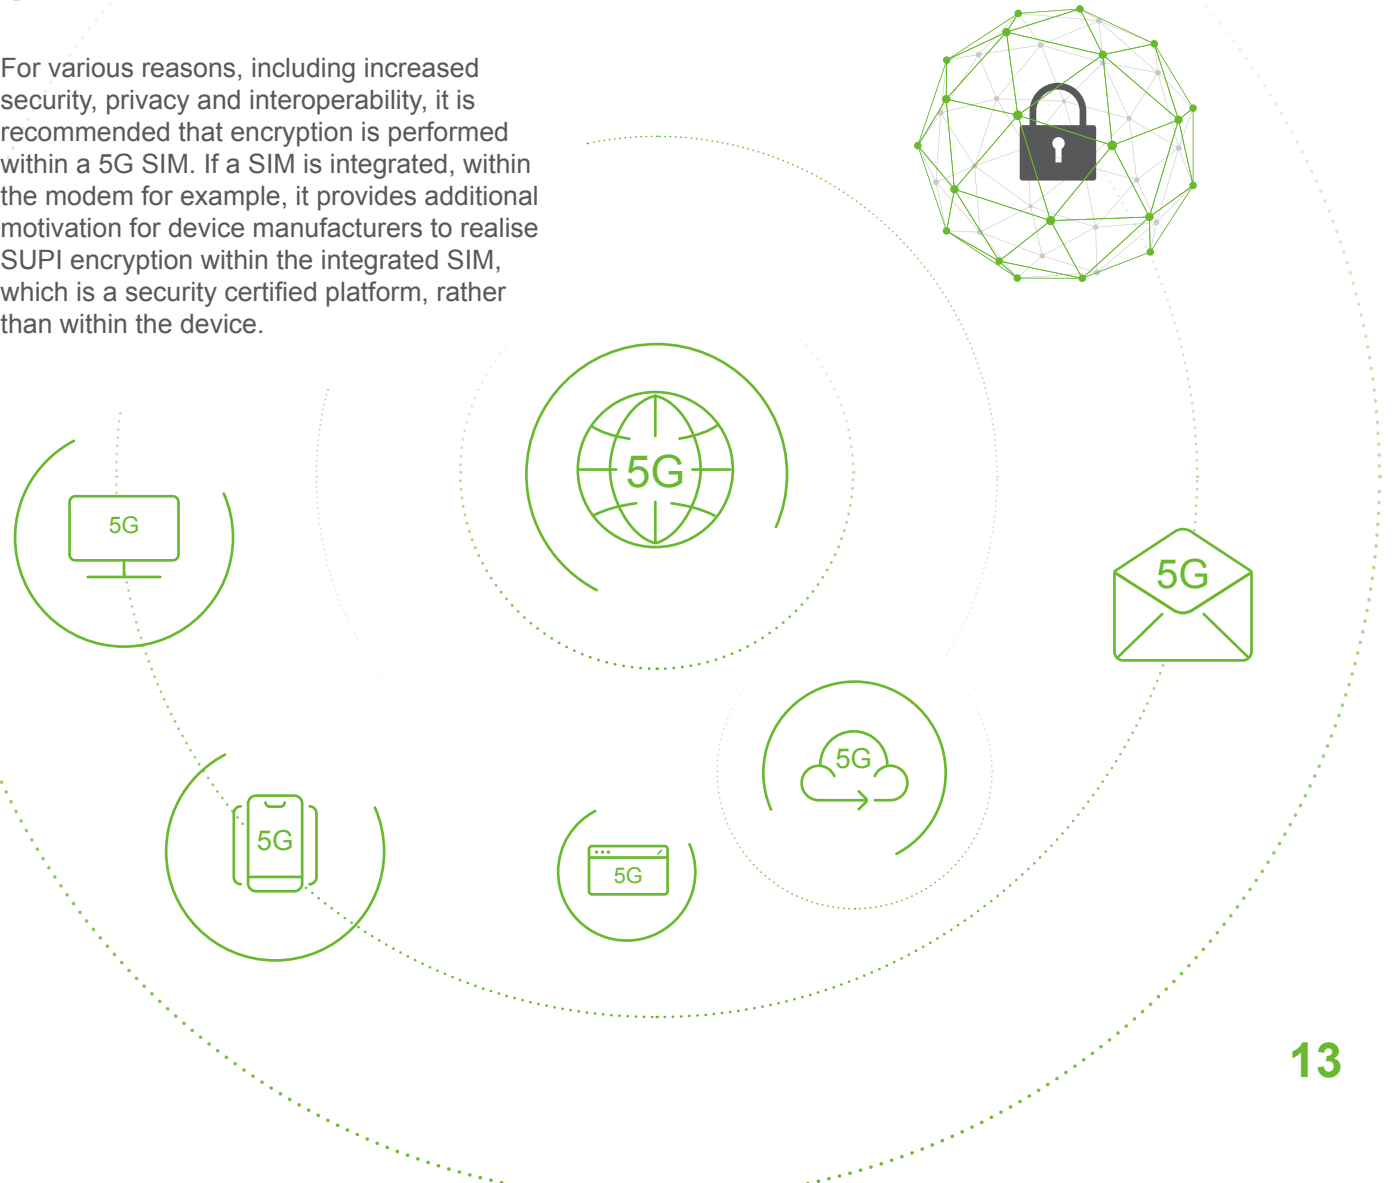 For various reasons, including increased
security, privacy and interoperability, it is
recommended that encryption is performed
within a 5G SIM. If a SIM is integrated, within
the modem for example, it provides additional
motivation for device manufacturers to realise
SUPI encryption within the integrated SIM,
which is a security certified platform, rather
than within the device.
5G
5G
5G
5G
5G
5G
13